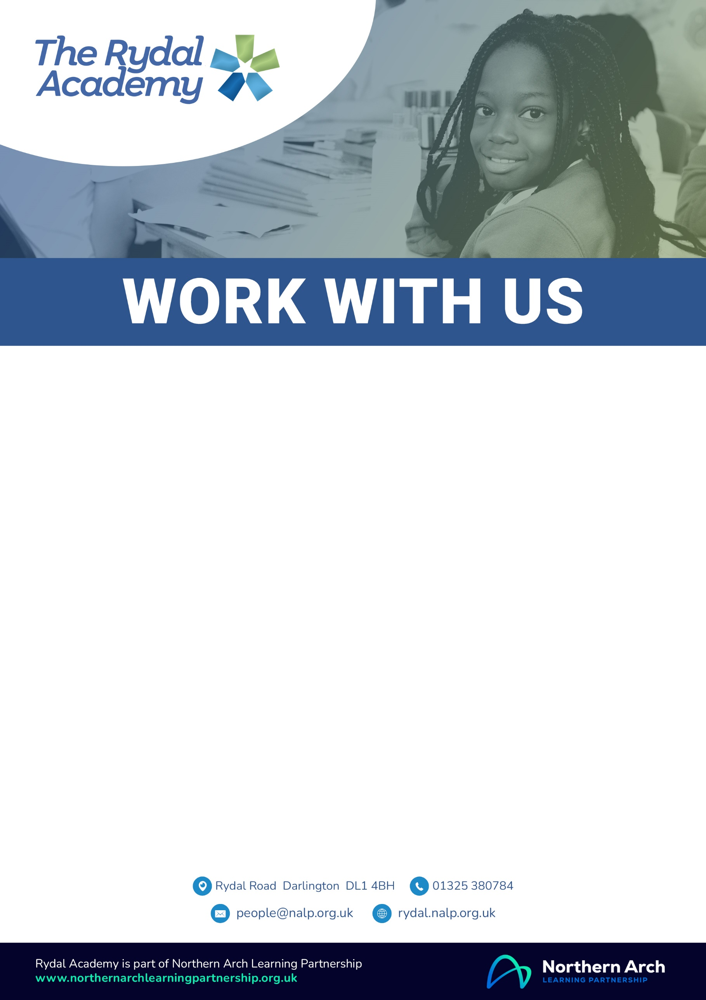 The Rydal
Academy
WORK WITH US
Rydal Road Darlington DL1 4BH 01325 380784
people@nalp.org.uk rydal.nalp.org.uk
Rydal Academy is part of Northern Arch Learning Partnership
www.northernarchlearningpartnership.org.uk
Northern Arch
LEARNING PARTNERSHIP